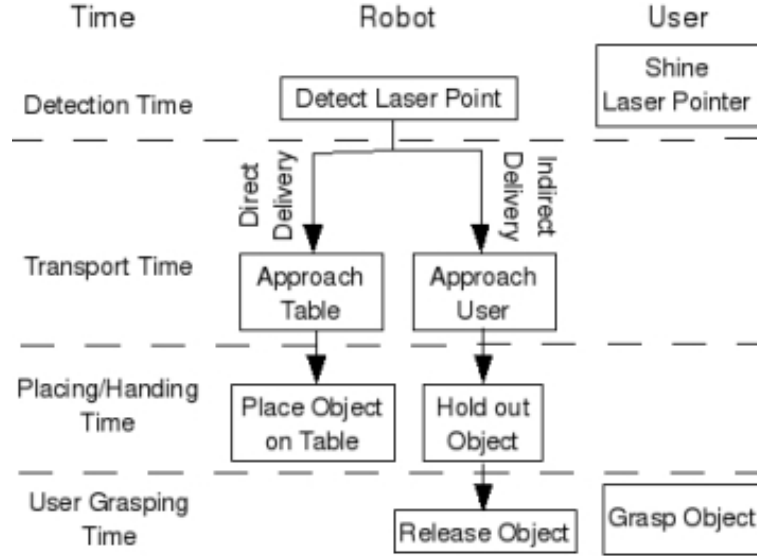 Time Robot User
Shine
Laser Pointer
Detection Time
Detect Laser Point
Direct
Delivery
Indirect
Delivery
Transport Time
Approach
Table
Approach
User
Placing/Handing
Time
Place Object
on Table
Hold out
Object
User Grasping
Time
Release Object
Grasp Object